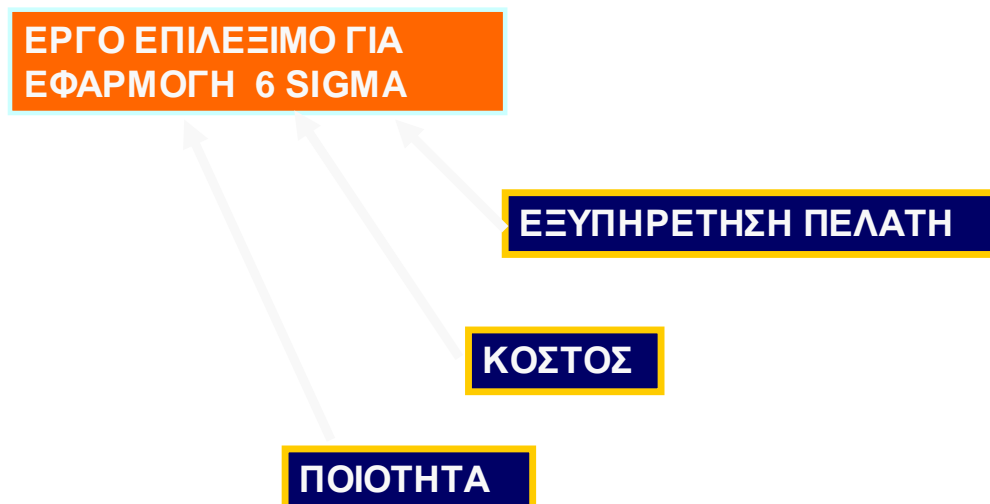 ΕΡΓΟ ΕΠΙΛΕΞΙΜΟ ΓΙΑ
ΕΦΑΡΜΟΓΗ 6 SIGMA
ΕΞΥΠΗΡΕΤΗΣΗ ΠΕΛΑΤΗ
ΚΟΣΤΟΣ
ΠΟΙΟΤΗΤΑ